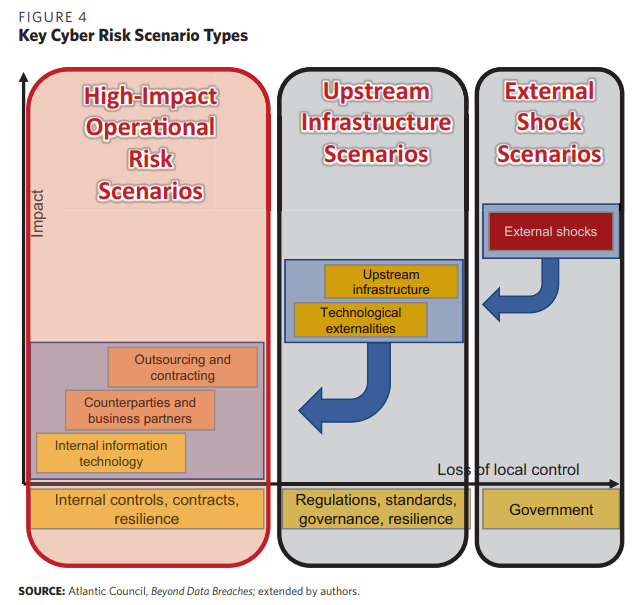 FIGURE 4
Key Cyber Risk Scenario Types
High-Impact
Operational
Risk
Scenarios
Upstream
Infrastructure
Scenarios
External
Shock
Scenarios
Impact
External shocks
Upstream
infrastructure
Technological
externalities
Outsourcing and
contracting
Counterparties and
business partners
Internal information
technology
Loss of local control
Internal controls, contracts,
resilience
Regulations, standards,
governance, resilience
Government
SOURCE: Atlantic Council, Beyond Data Breaches; extended by authors.